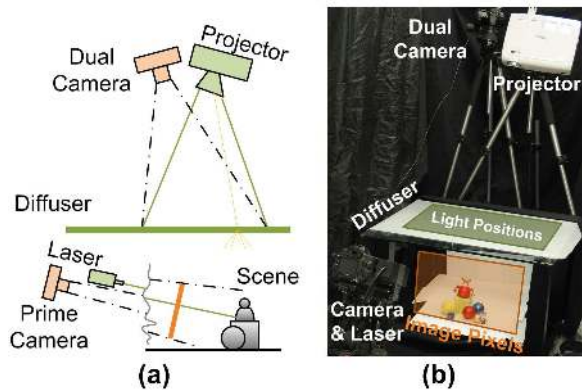 Dual
Camera
Projector
Diffuser
Laser
Scene
Prime
Camera
(a)
Dual
Camera
Projector
Diffuser
Light Positions
Camera
& Laser
Image Pixels
(b)